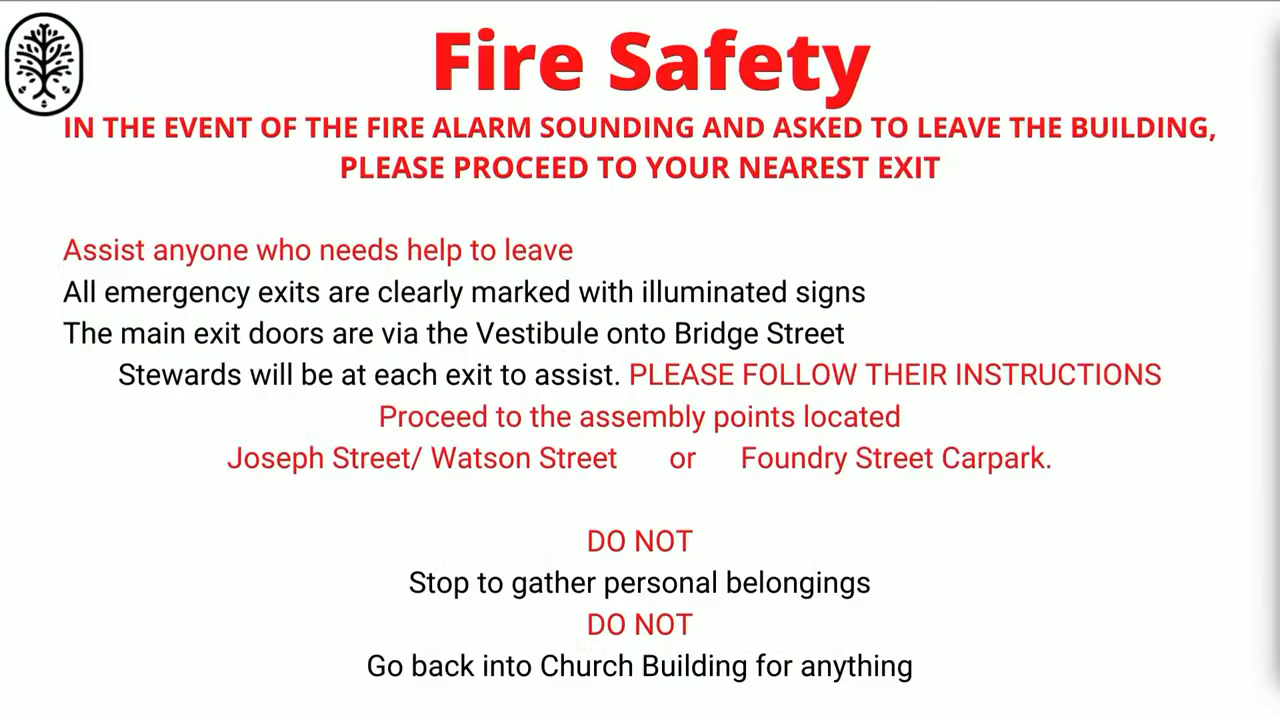 Fire Safety
IN THE EVENT OF THE FIRE ALARM SOUNDING AND ASKED TO LEAVE THE BUILDING,
PLEASE PROCEED TO YOUR NEAREST EXIT
Assist anyone who needs help to leave
All emergency exits are clearly marked with illuminated signs
The main exit doors are via the Vestibule onto Bridge Street
Stewards will be at each exit to assist. PLEASE FOLLOW THEIR INSTRUCTIONS
Proceed to the assembly points located
Joseph Street/ Watson Street or Foundry Street Carpark.
DO NOT
Stop to gather personal belongings
DO NOT
Go back into Church Building for anything